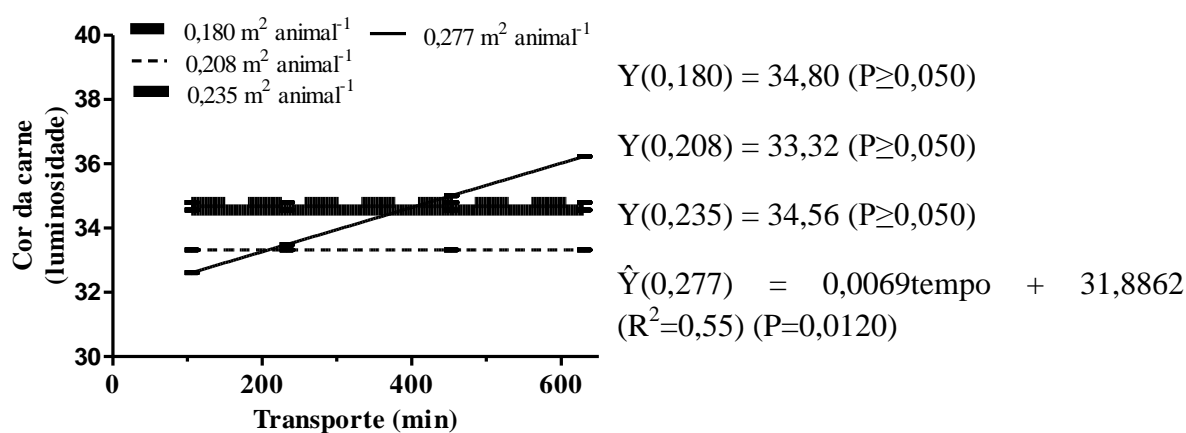 40
38
36
34
32
30
0
200
400
600
Cor da carne
(luminosidade)
Transporte (min)
0,180 m² animal⁻¹
0,208 m² animal⁻¹
0,235 m² animal⁻¹
0,277 m² animal⁻¹
Y(0,180) = 34,80 (P≥0,050)
Y(0,208) = 33,32 (P≥0,050)
Y(0,235) = 34,56 (P≥0,050)
Ŷ(0,277) = 0,0069tempo + 31,8862
(R²=0,55) (P=0,0120)